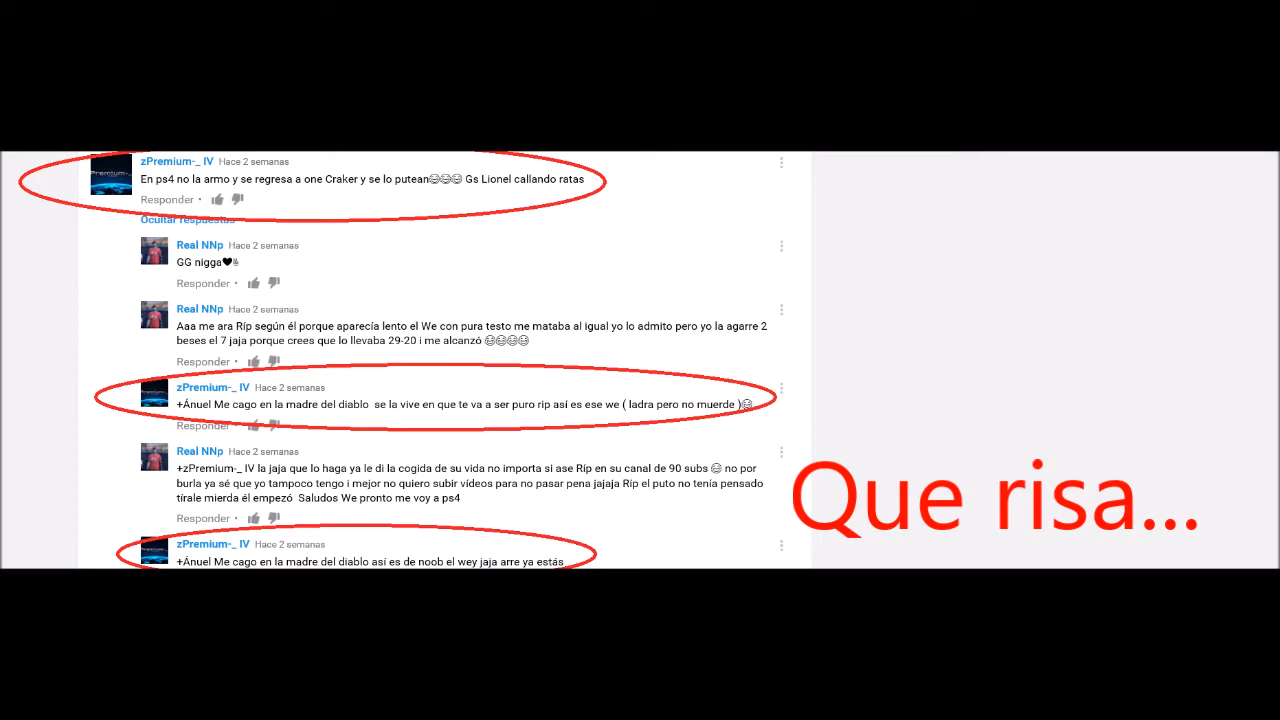 zPremium-_ IV Hace 2 semanas
En ps4 no la armo y se regresa a one Craker y se lo putean😂😂😂 Gs Lionel callando ratas
Responder •
Ocultar respuestas
Real NNp Hace 2 semanas
GG nigga🖤
Responder •
Real NNp Hace 2 semanas
Aaa me ara Ríp según él porque aparecía lento el We con pura testo me mataba al igual yo lo admito pero yo la agarre 2
beses el 7 jaja porque crees que lo llevaba 29-20 i me alcanzó 😂😂😂😂
Responder •
zPremium-_ IV Hace 2 semanas
+Ánuel Me cago en la madre del diablo se la vive en que te va a ser puro rip así es ese we ( ladra pero no muerde )😂
Responder •
Real NNp Hace 2 semanas
+zPremium-_ IV la jaja que lo haga ya le di la cogida de su vida no importa si ase Ríp en su canal de 90 subs 😂 no por
burla ya sé que yo tampoco tengo i mejor no quiero subir vídeos para no pasar pena jajaja Ríp el puto no tenía pensado
tírale mierda él empezó Saludos We pronto me voy a ps4
Responder •
zPremium-_ IV Hace 2 semanas
+Ánuel Me cago en la madre del diablo así es de noob el wey jaja arre ya estás
Que risa...